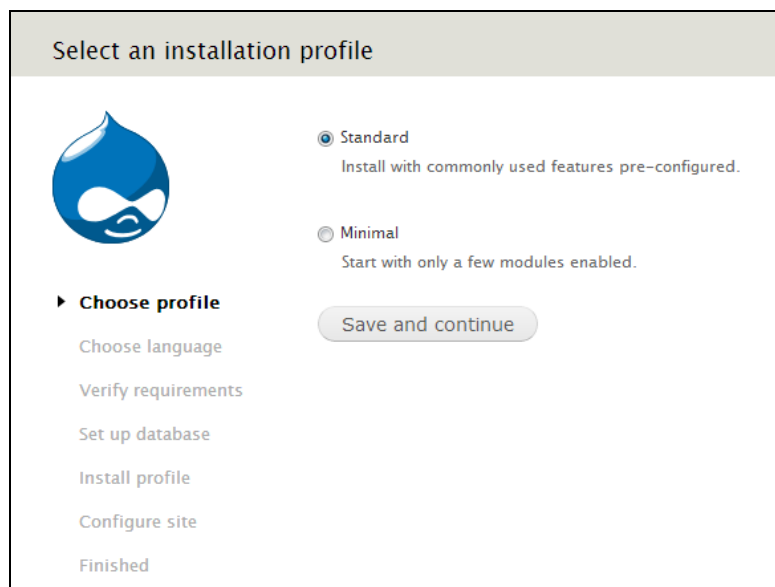 Select an installation profile
Standard
Install with commonly used features pre-configured.
Minimal
Start with only a few modules enabled.
Save and continue
Choose profile
Choose language
Verify requirements
Set up database
Install profile
Configure site
Finished